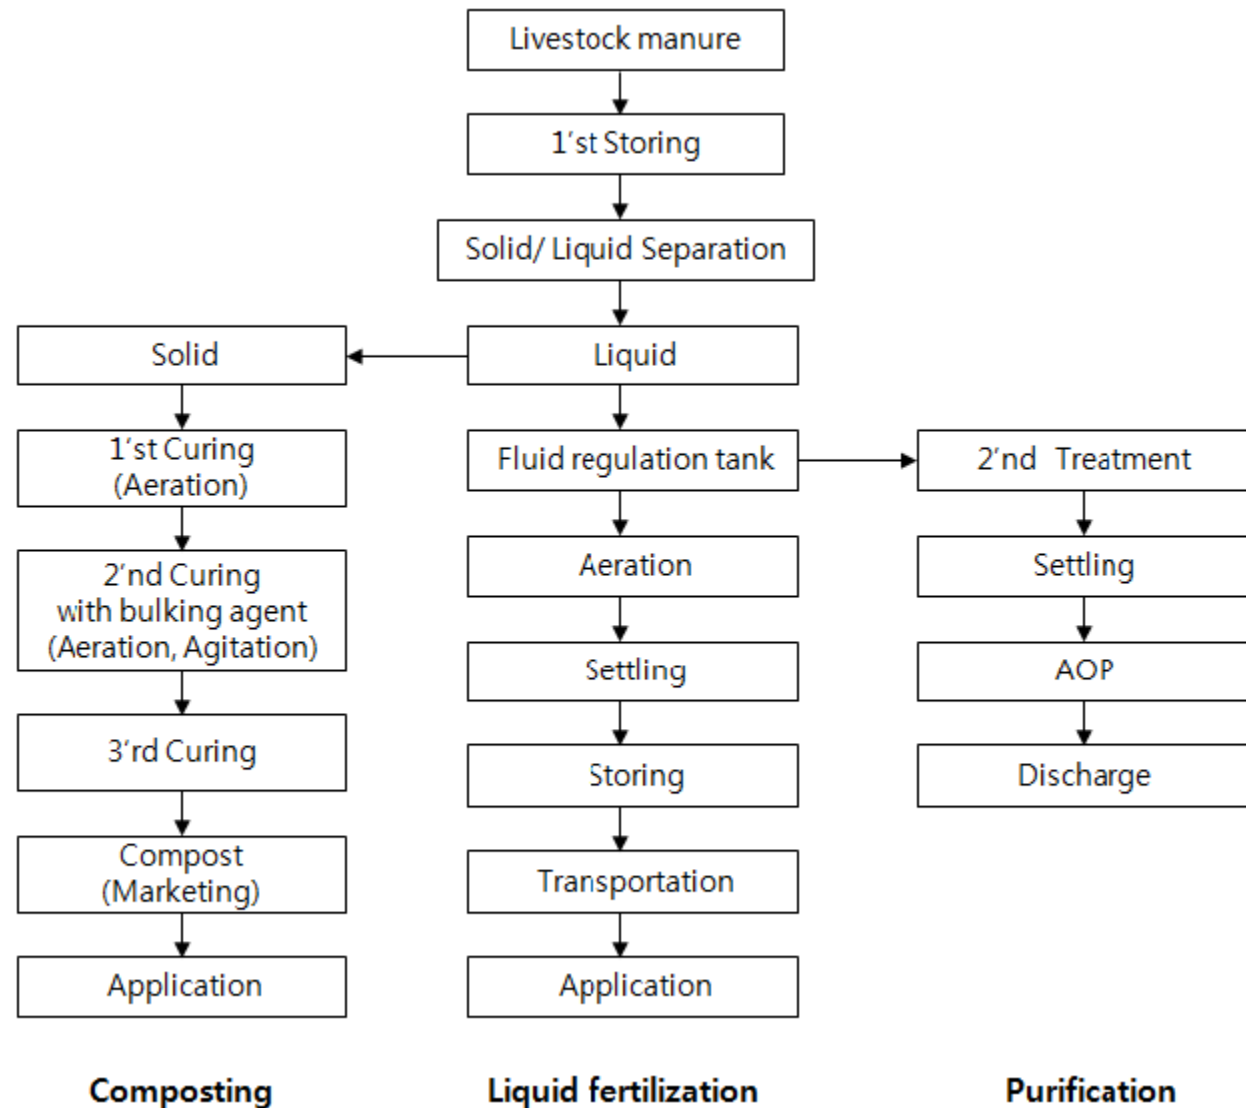 Livestock manure
1'st Storing
Solid/ Liquid Separation
Solid
Liquid
1'st Curing
(Aeration)
Fluid regulation tank
2'nd Treatment
2'nd Curing
with bulking agent
(Aeration, Agitation)
Aeration
Settling
Settling
AOP
3'rd Curing
Storing
Discharge
Compost
(Marketing)
Transportation
Application
Application
Composting
Liquid fertilization
Purification